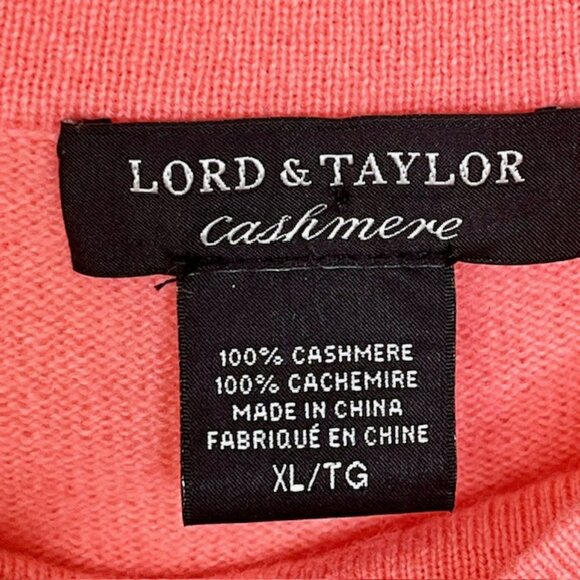 LORD & TAYLOR
cashmere
100% CASHMERE
100% CACHEMIRE
MADE IN CHINA
FABRIQUÉ EN CHINE
XL/TG